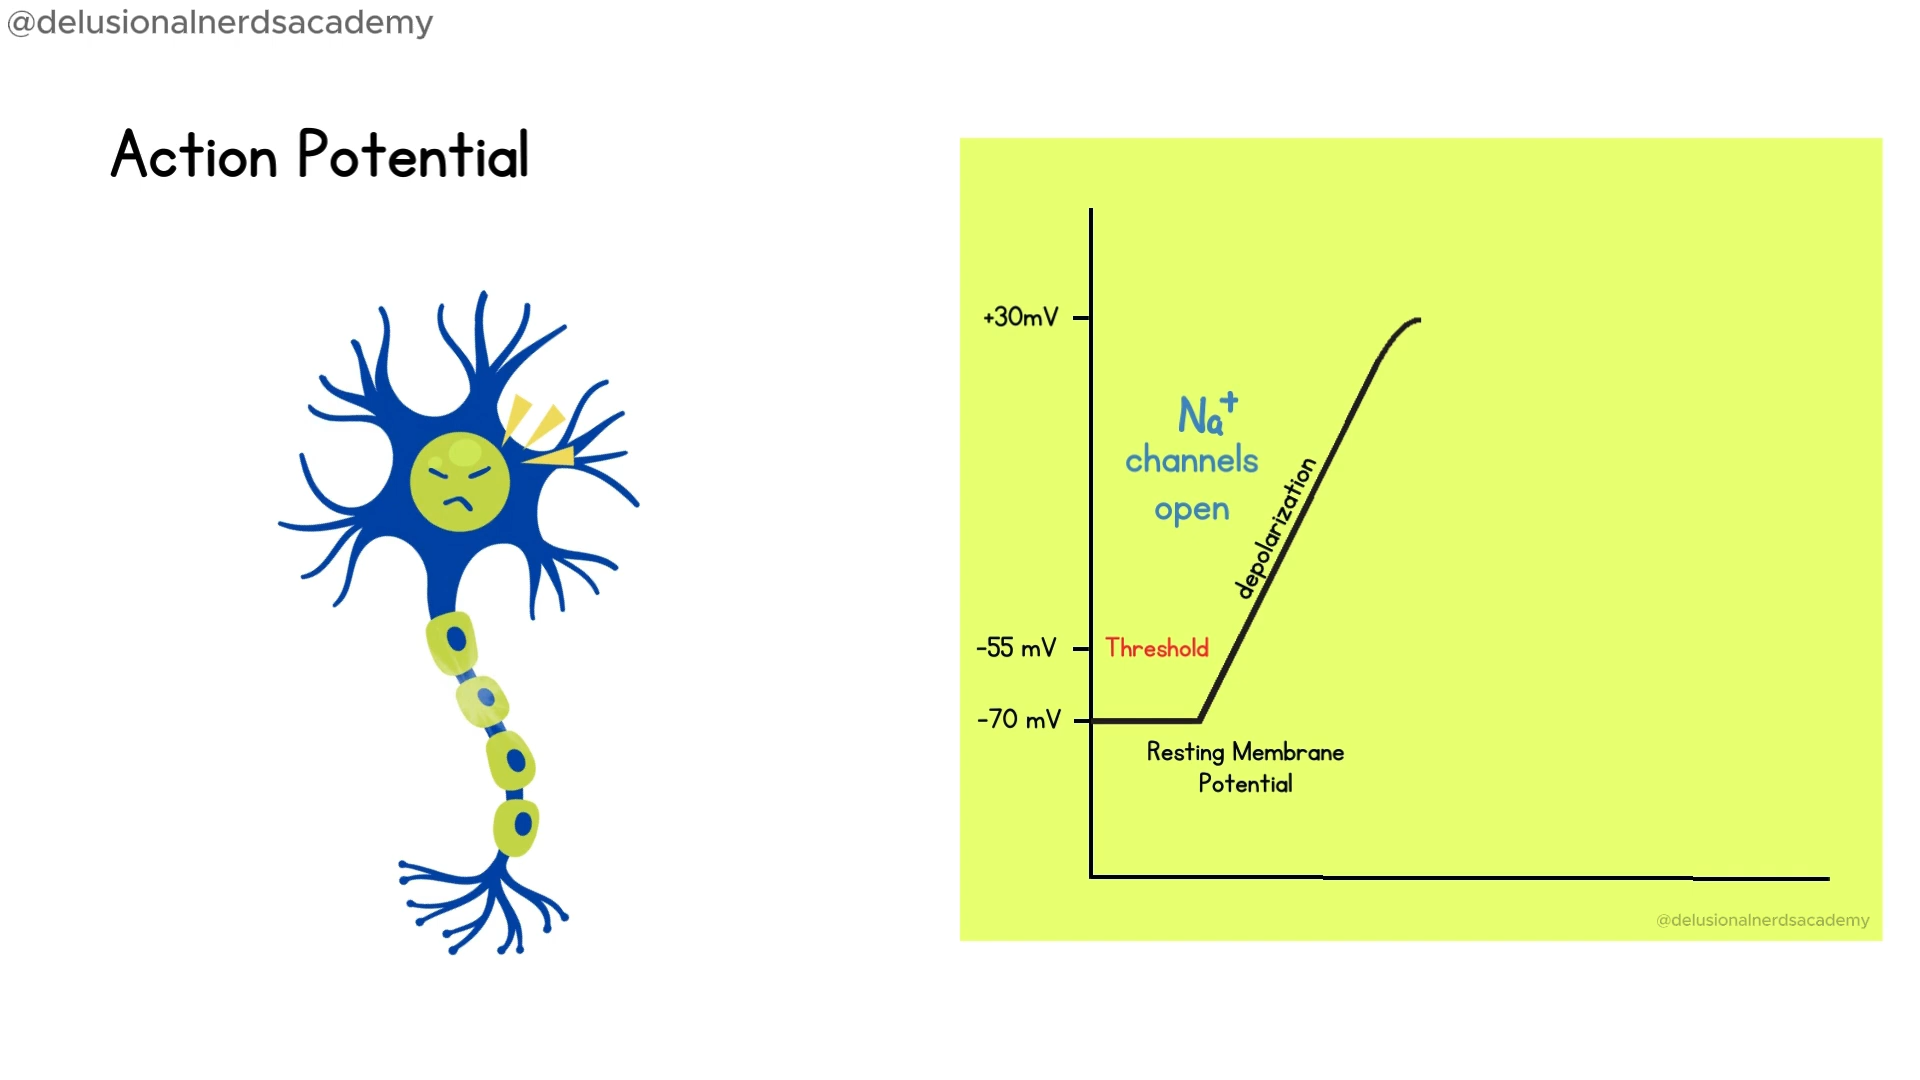 @delusionalnerdsacademy
Action Potential
+30mV
Na+
channels
open
depolarization
-55 mV
Threshold
-70 mV
Resting Membrane
Potential
@delusionalnerdsacademy